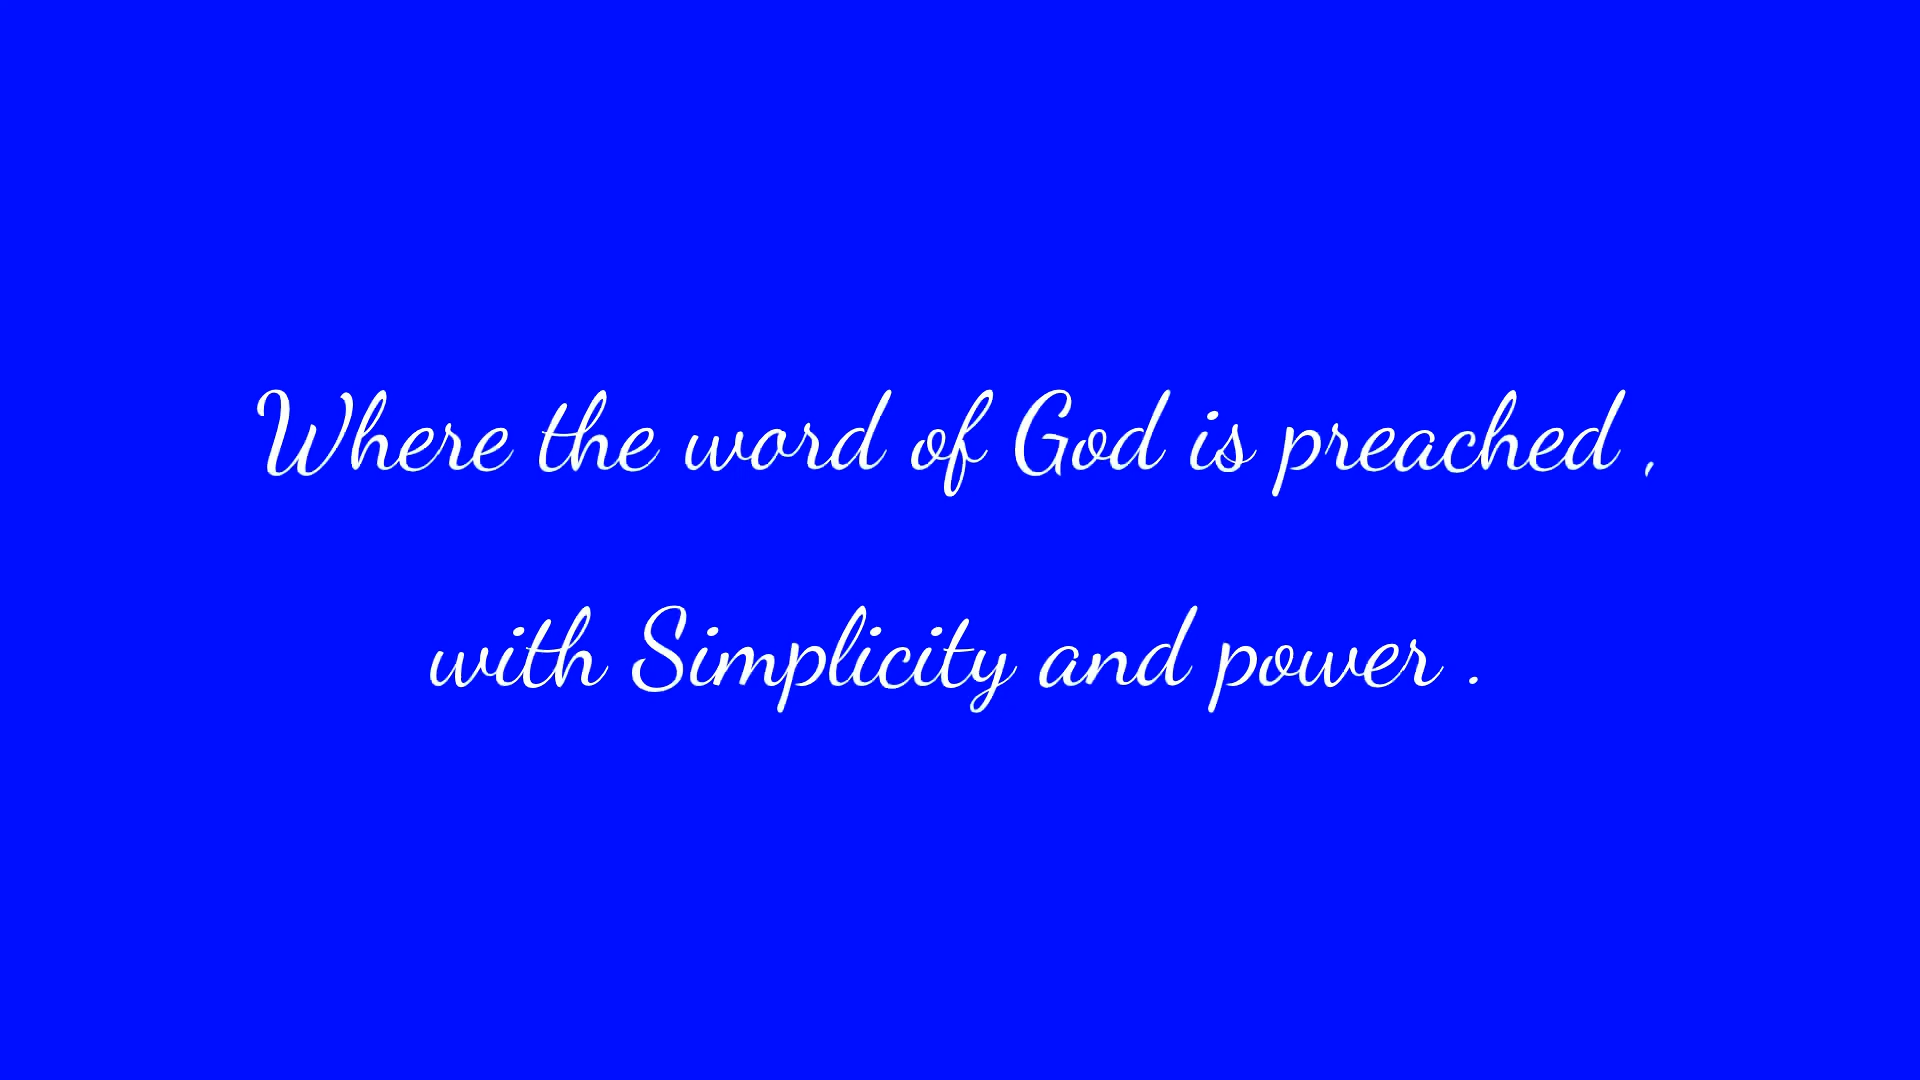 Where the word of God is preached ,
with Simplicity and power .